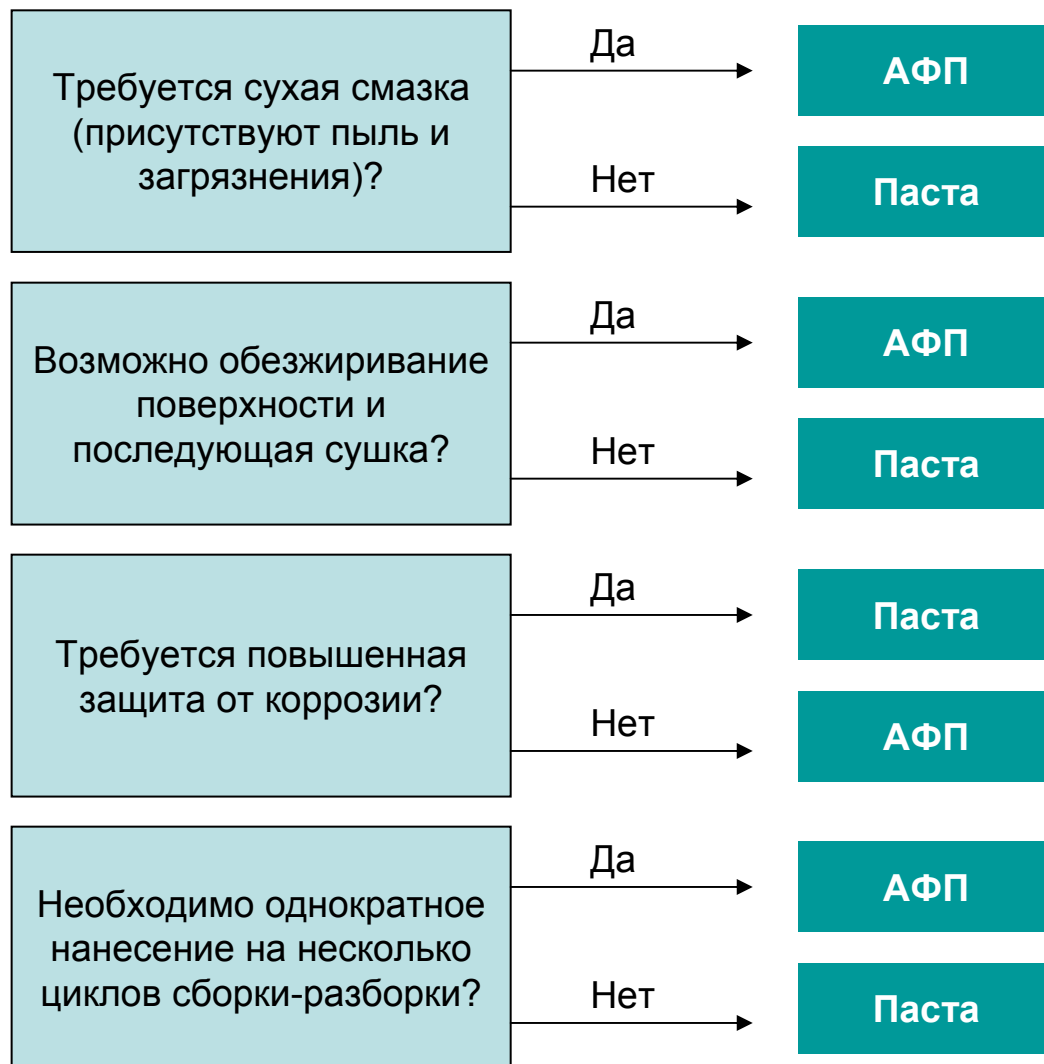 Требуется сухая смазка
(присутствуют пыль и
загрязнения)?
Да
АФП
Нет
Паста
Возможно обезжиривание
поверхности и
последующая сушка?
Да
АФП
Нет
Паста
Требуется повышенная
защита от коррозии?
Да
Паста
Нет
АФП
Необходимо однократное
нанесение на несколько
циклов сборки-разборки?
Да
АФП
Нет
Паста